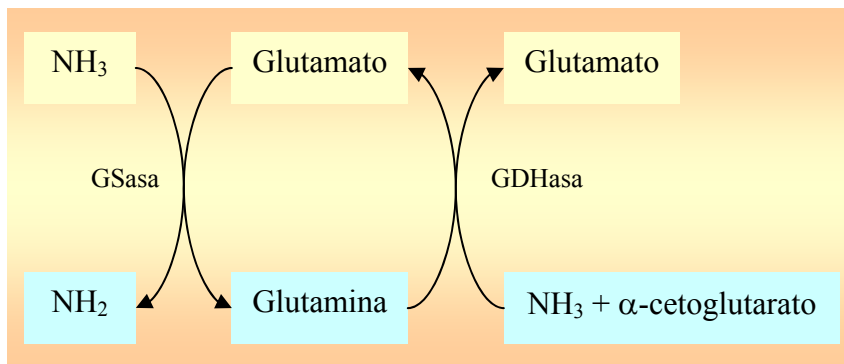 NH₃ Glutamato Glutamato
GSasa GDHasa
NH₂ Glutamina NH₃ + α-cetoglutarato